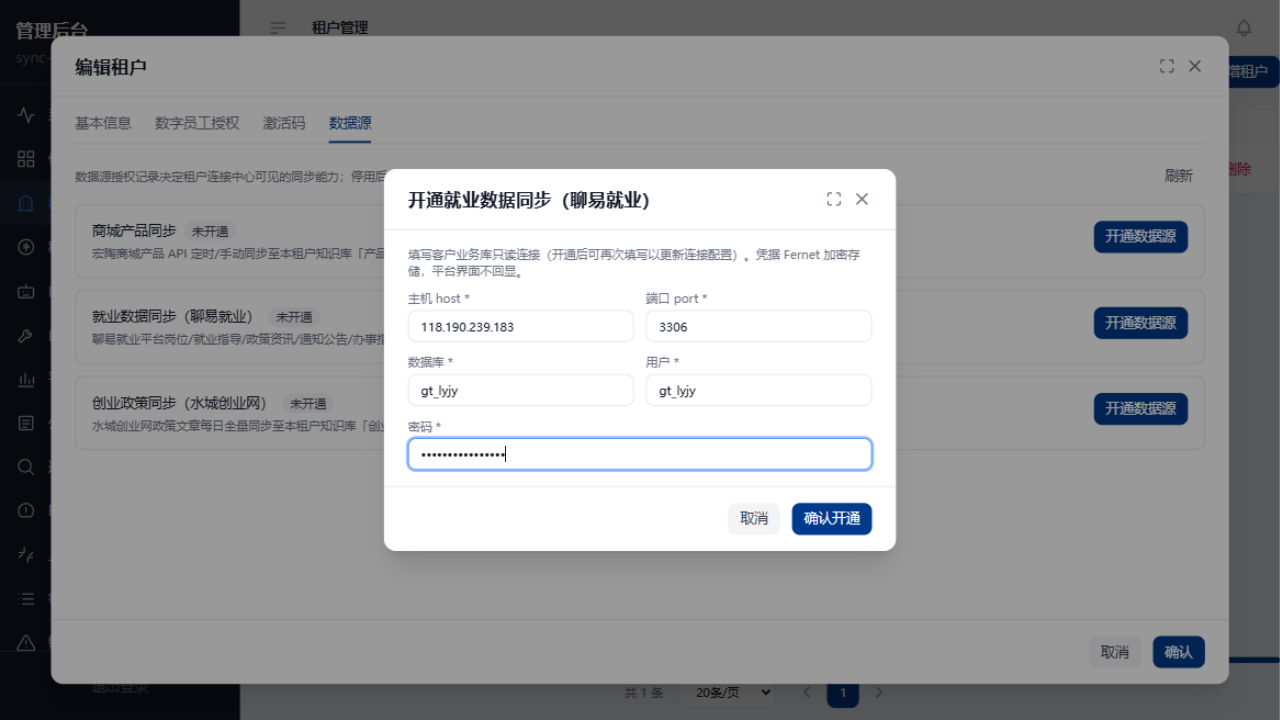 管理后台
sync-
租户管理
增租户
编辑租户
基本信息 数字员工授权 激活码 数据源
数据源授权记录决定租户连接中心可见的同步能力；停用后
刷新
删除
商城产品同步 未开通
宏陶商城产品 API 定时/手动同步至本租户知识库「产品
开通数据源
就业数据同步（聊易就业） 未开通
聊易就业平台岗位/就业指导/政策资讯/通知公告/办事指
开通数据源
创业政策同步（水城创业网） 未开通
水城创业网政策文章每日全量同步至本租户知识库「创业
开通数据源
开通就业数据同步（聊易就业）
填写客户业务库只读连接（开通后可再次填写以更新连接配置）。凭据 Fernet 加密存
储，平台界面不回显。
主机 host * 端口 port *
118.190.239.183 3306
数据库 * 用户 *
gt_lyjy gt_lyjy
密码 *
••••••••••••••••
取消 确认开通
取消 确认
退出登录
共 1 条 20条/页 1